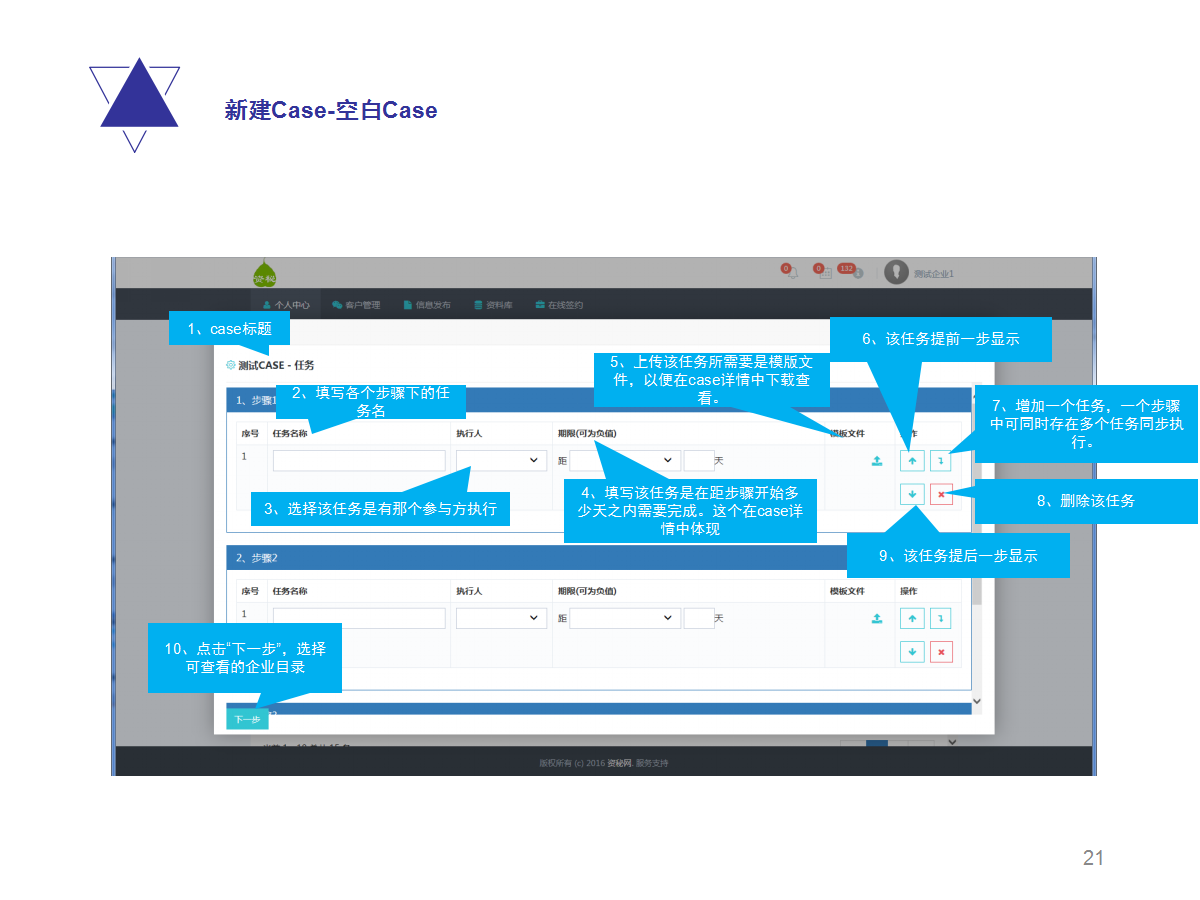 新建Case-空白Case
资秘
0
0
132
测试企业1
个人中心
客户管理
信息发布
资料库
在线签约
1、case标题
6、该任务提前一步显示
测试CASE - 任务
5、上传该任务所需要是模版文
件，以便在case详情中下载查
看。
1、步骤1
2、填写各个步骤下的任
务名
7、增加一个任务，一个步骤
中可同时存在多个任务同步执
行。
序号
任务名称
执行人
期限(可为负值)
模板文件
操作
1
距
天
3、选择该任务是有那个参与方执行
4、填写该任务是在距步骤开始多
少天之内需要完成。这个在case详
情中体现
8、删除该任务
9、该任务提后一步显示
2、步骤2
序号
任务名称
执行人
期限(可为负值)
模板文件
操作
1
距
天
10、点击“下一步”，选择
可查看的企业目录
下一步
版权所有 (c) 2016 资秘网. 服务支持
21